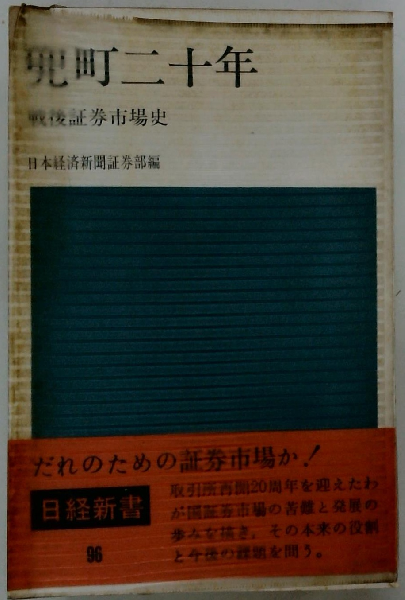 兜町二十年
戦後証券市場史
日本経済新聞証券部編
だれのための証券市場か!
日経新書
96
取引所再開20周年を迎えたわ
が国証券市場の苦難と発展の
歩みを描き，その本来の役割
と今後の課題を問う。